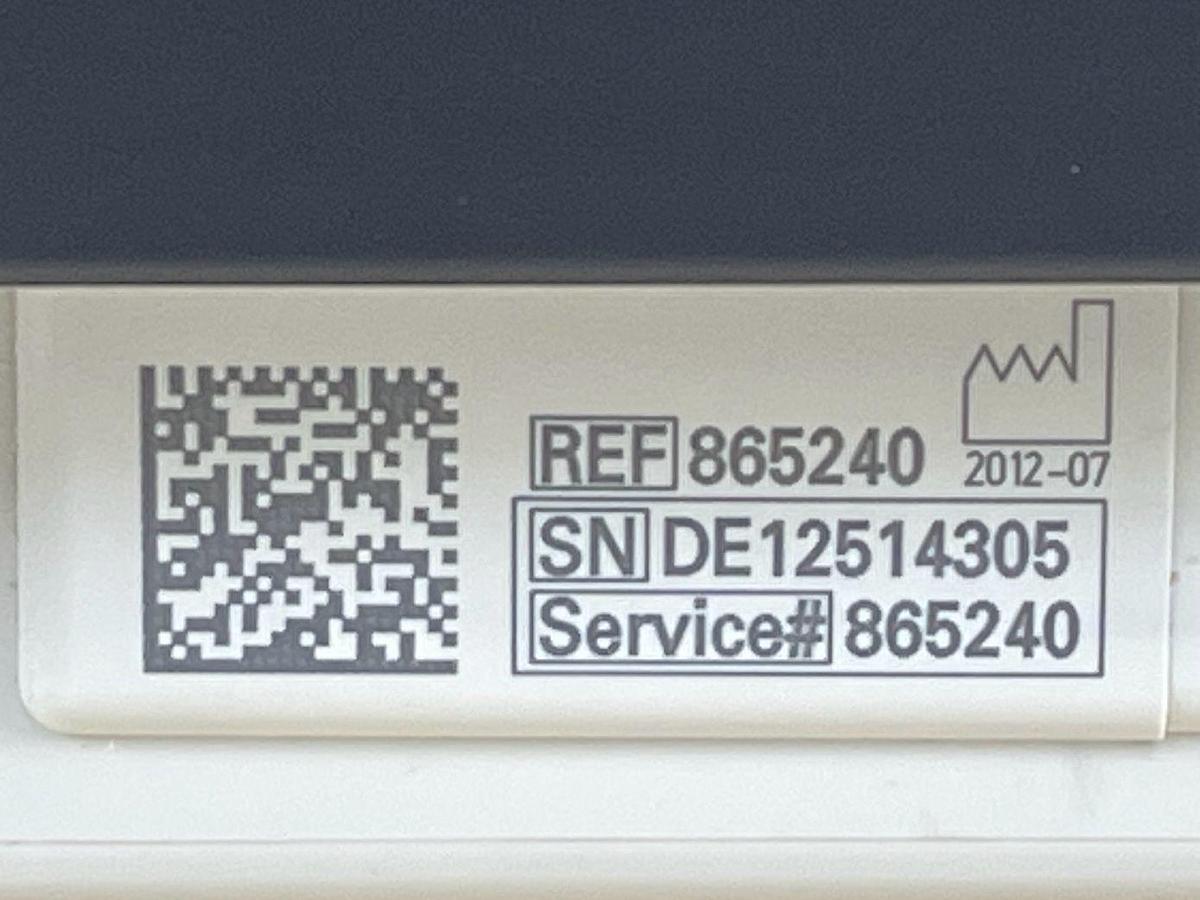 REF 865240
2012-07
SN DE12514305
Service# 865240